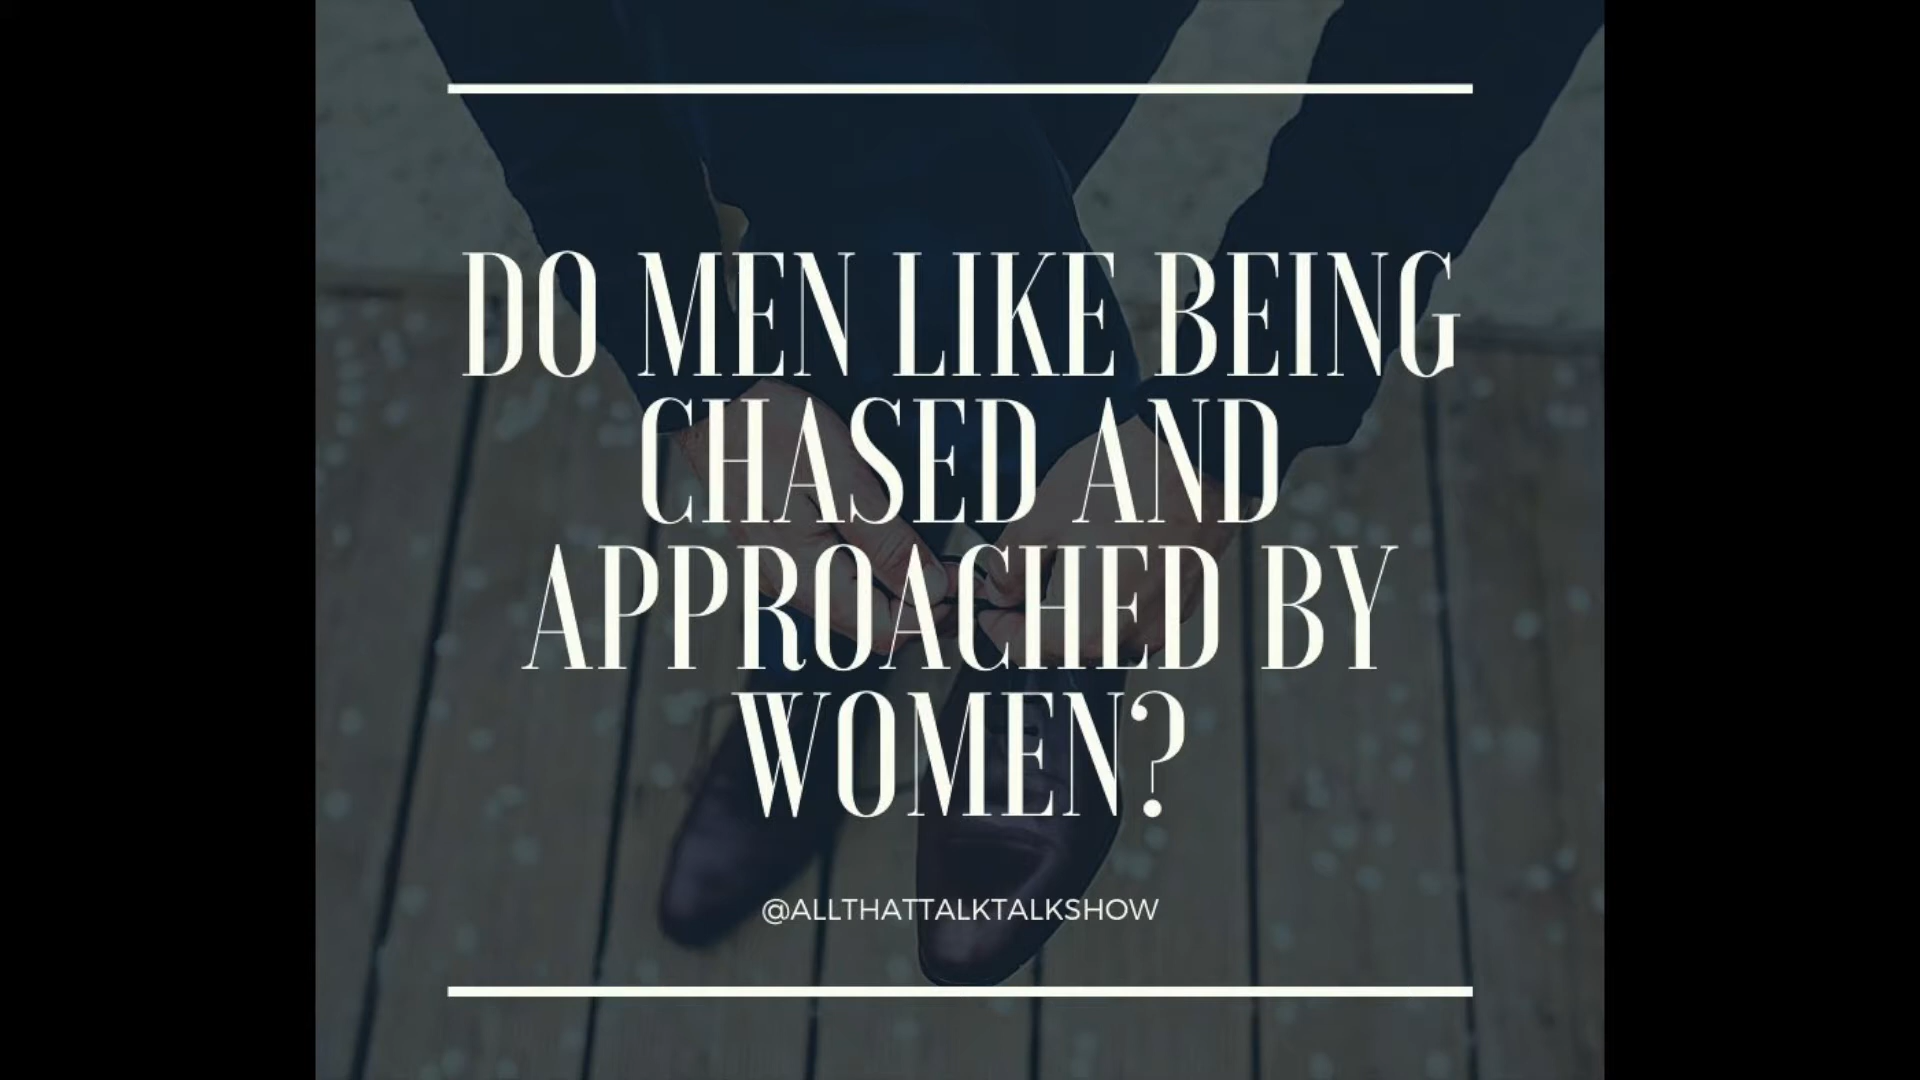 DO MEN LIKE BEING
CHASED AND
APPROACHED BY
WOMEN?
@ALLTHATTALKTALKSHOW